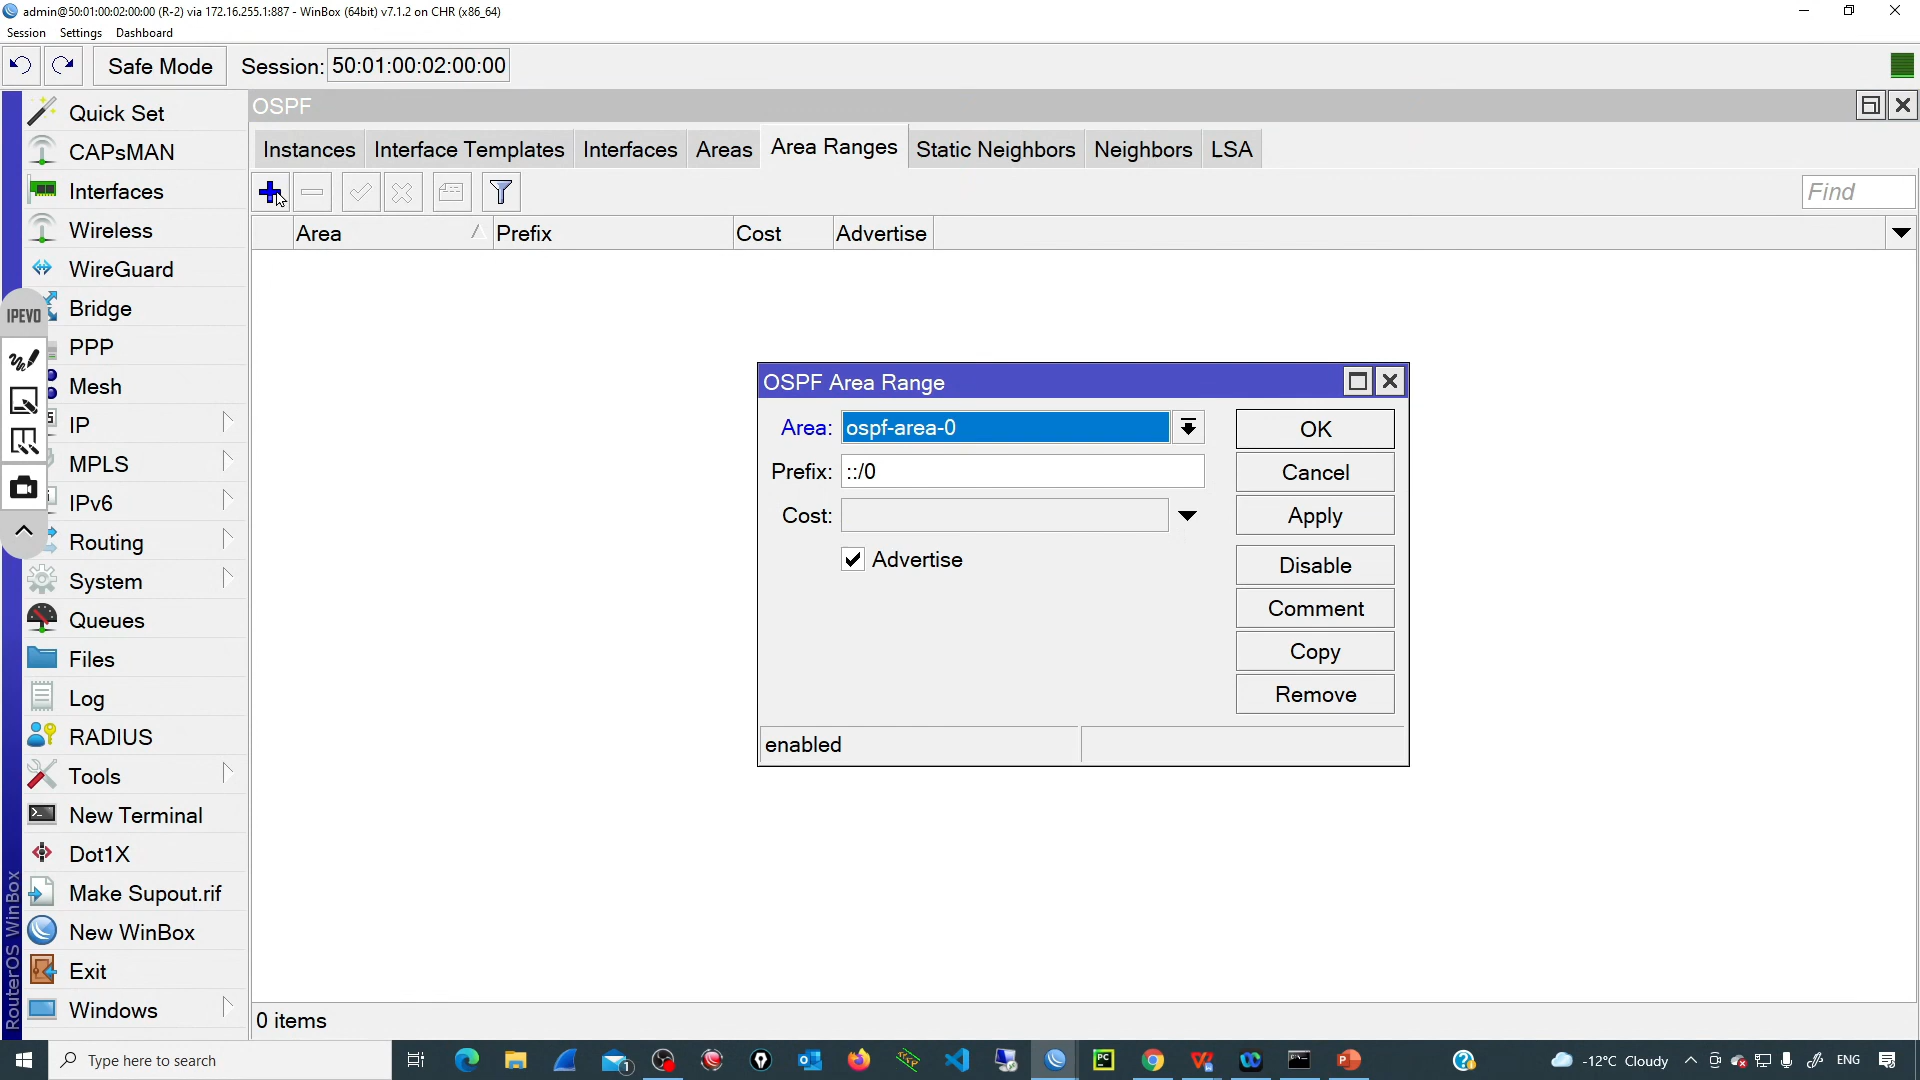 admin@50:01:00:02:00:00 (R-2) via 172.16.255.1:887 - WinBox (64bit) v7.1.2 on CHR (x86_64)
Session Settings Dashboard
Safe Mode Session: 50:01:00:02:00:00
Quick Set
CAPsMAN
Interfaces
Wireless
WireGuard
Bridge
PPP
Mesh
IP
MPLS
IPv6
Routing
System
Queues
Files
Log
RADIUS
Tools
New Terminal
Dot1X
Make Supout.rif
New WinBox
Exit
Windows
RouterOS WinBox
IPEVO
OSPF
Instances Interface Templates Interfaces Areas Area Ranges Static Neighbors Neighbors LSA
Find
Area Prefix Cost Advertise
OSPF Area Range
Area: ospf-area-0
Prefix: ::/0
Cost:
Advertise
OK
Cancel
Apply
Disable
Comment
Copy
Remove
enabled
0 items
Type here to search
1
PC
-12°C Cloudy
ENG